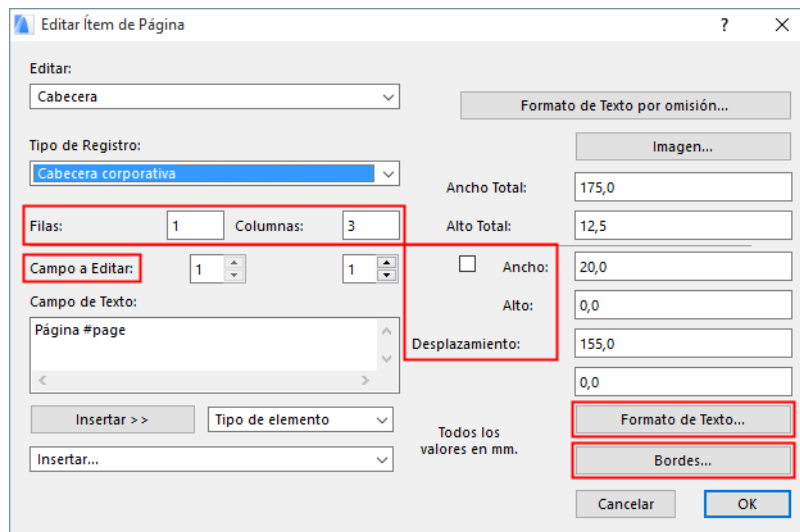 Editar Ítem de Página
Editar:
Cabecera
Formato de Texto por omisión...
Tipo de Registro:
Imagen...
Cabecera corporativa
Ancho Total: 175,0
Filas: 1 Columnas: 3
Alto Total: 12,5
Campo a Editar: 1 1
Ancho: 20,0
Campo de Texto:
Alto: 0,0
Página #page
Desplazamiento: 155,0
0,0
Insertar >> Tipo de elemento
Formato de Texto...
Todos los
valores en mm.
Insertar...
Bordes...
Cancelar OK